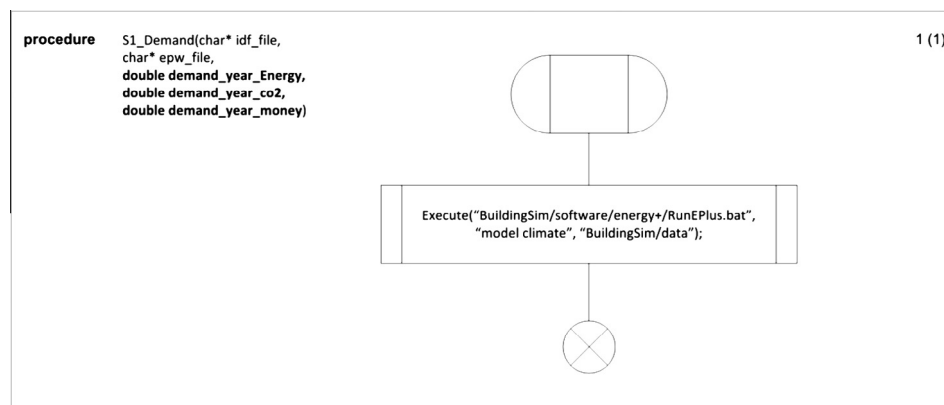 procedure S1_Demand(char* idf_file, 1 (1)
char* epw_file,
double demand_year_Energy,
double demand_year_co2,
double demand_year_money)
Execute(“BuildingSim/software/energy+/RunEPlus.bat”,
“model climate”, “BuildingSim/data”);